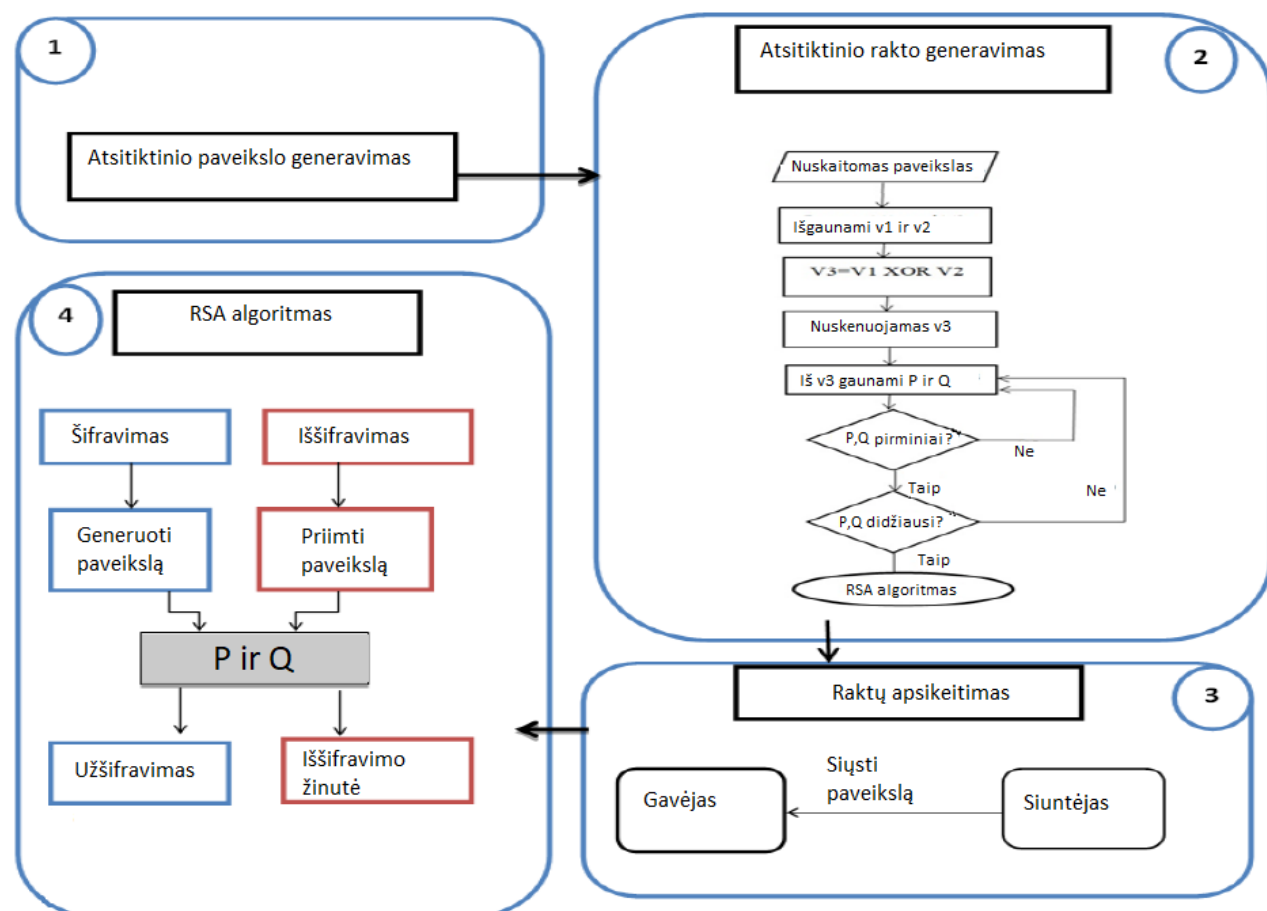 1
Atsitiktinio paveikslo generavimas
2
Atsitiktinio rakto generavimas
Nuskaitomas paveikslas
Išgaunami v1 ir v2
V3=V1 XOR V2
Nuskenuojamas v3
Iš v3 gaunami P ir Q
P,Q pirminiai?
Ne
Taip
Ne
P,Q didžiausi?
Taip
RSA algoritmas
3
Raktų apsikeitimas
Siųsti
paveikslą
Gavėjas
Siuntėjas
4
RSA algoritmas
Šifravimas
Iššifravimas
Generuoti
paveikslą
Priimti
paveikslą
P ir Q
Užšifravimas
Iššifravimo
žinutė